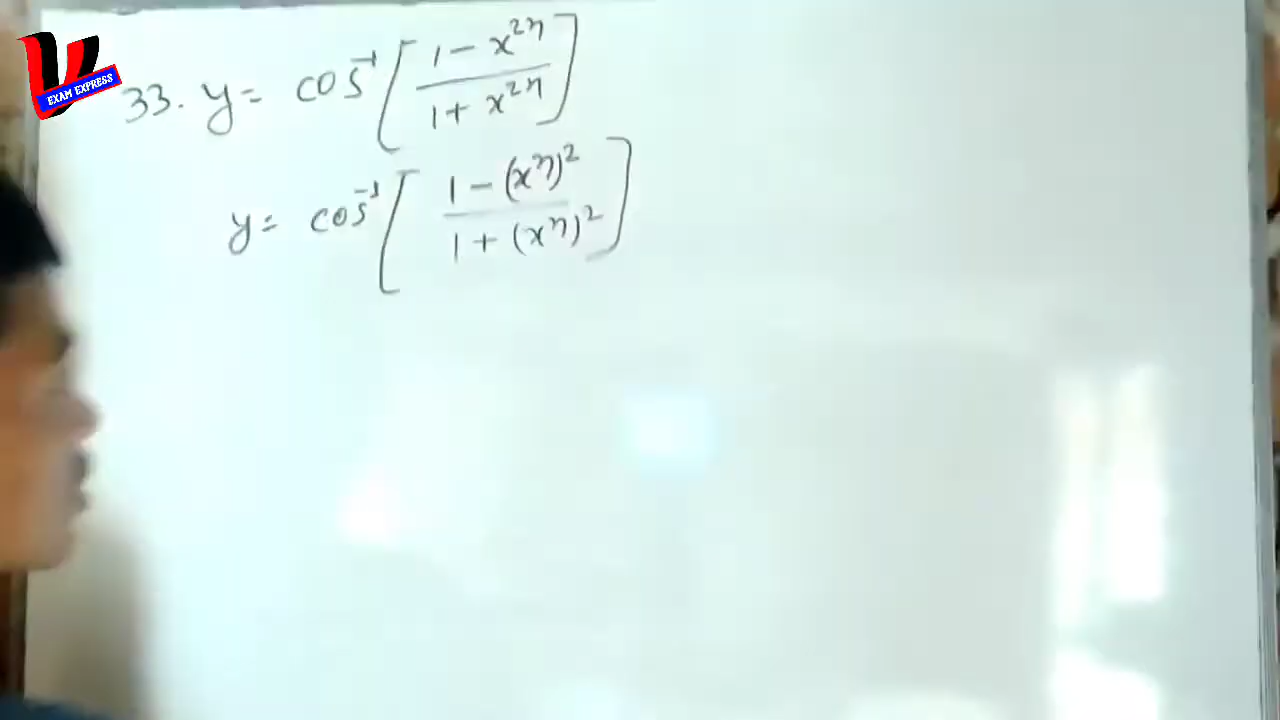 EXAM EXPRESS
33. y = cos⁻¹ [ (1 - x²ⁿ) / (1 + x²ⁿ) ]
y = cos⁻¹ [ (1 - (xⁿ)²) / (1 + (xⁿ)²) ]